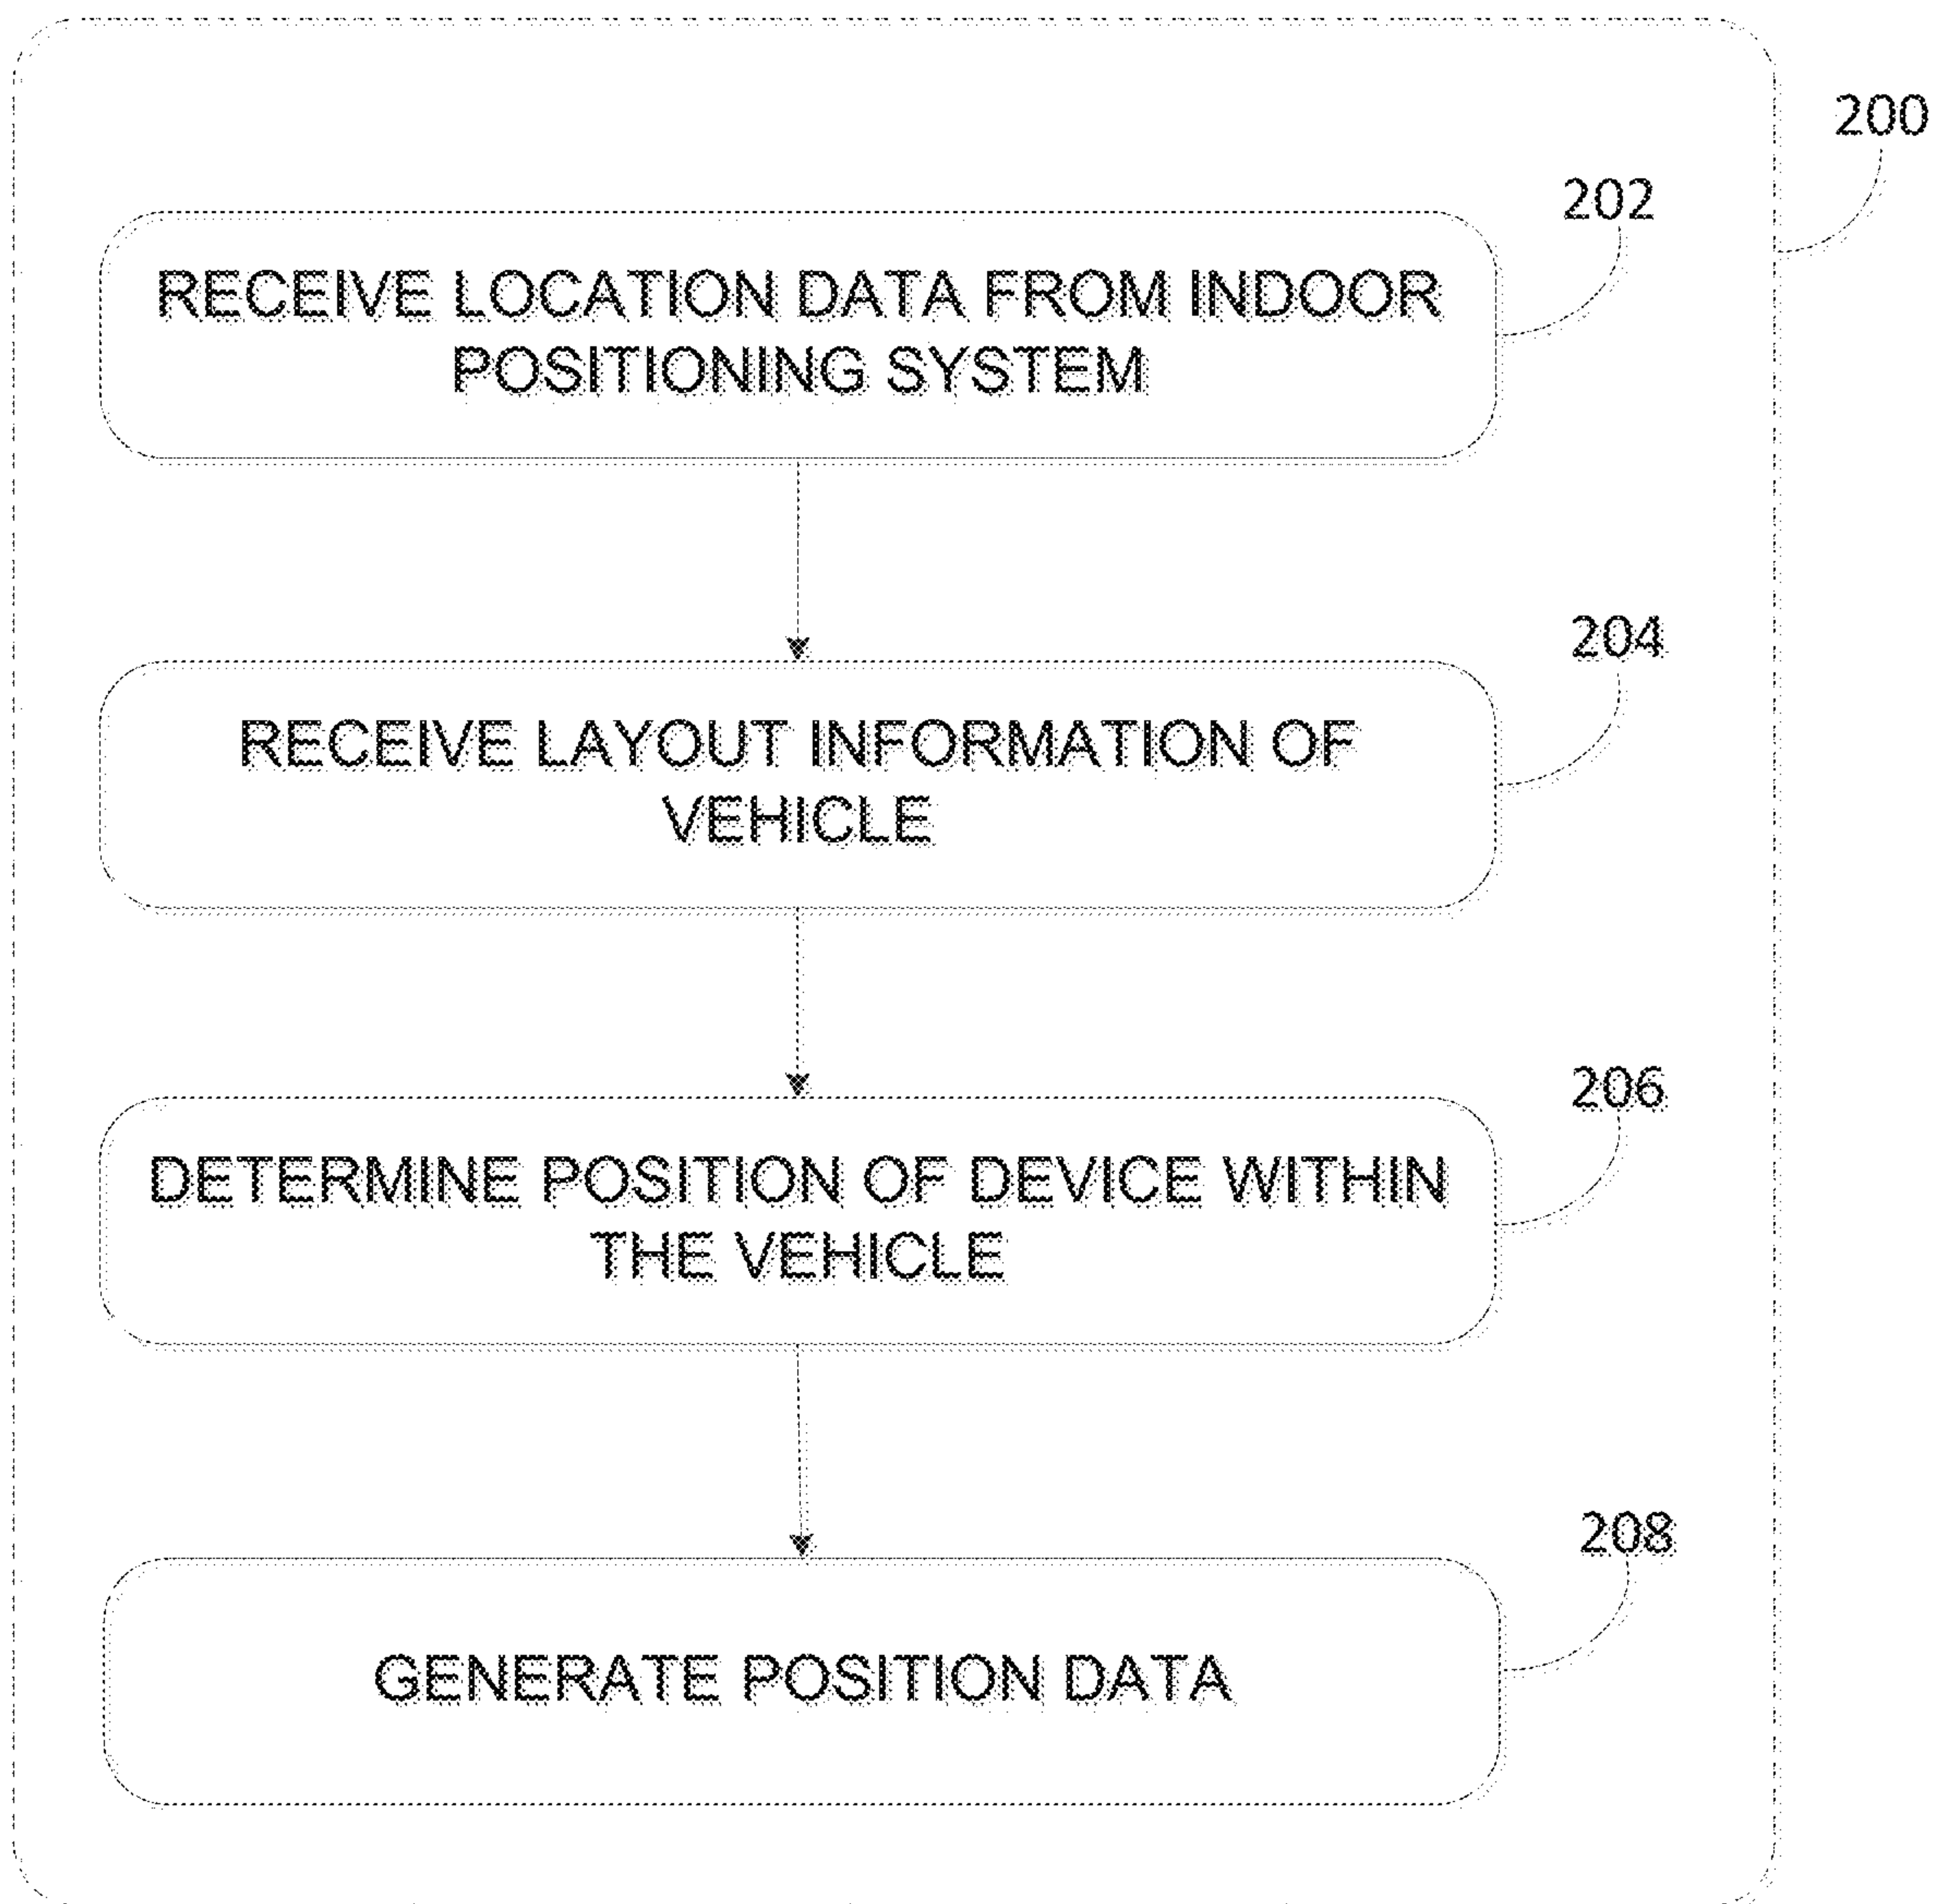 200
202
RECEIVE LOCATION DATA FROM INDOOR
POSITIONING SYSTEM
204
RECEIVE LAYOUT INFORMATION OF
VEHICLE
206
DETERMINE POSITION OF DEVICE WITHIN
THE VEHICLE
208
GENERATE POSITION DATA